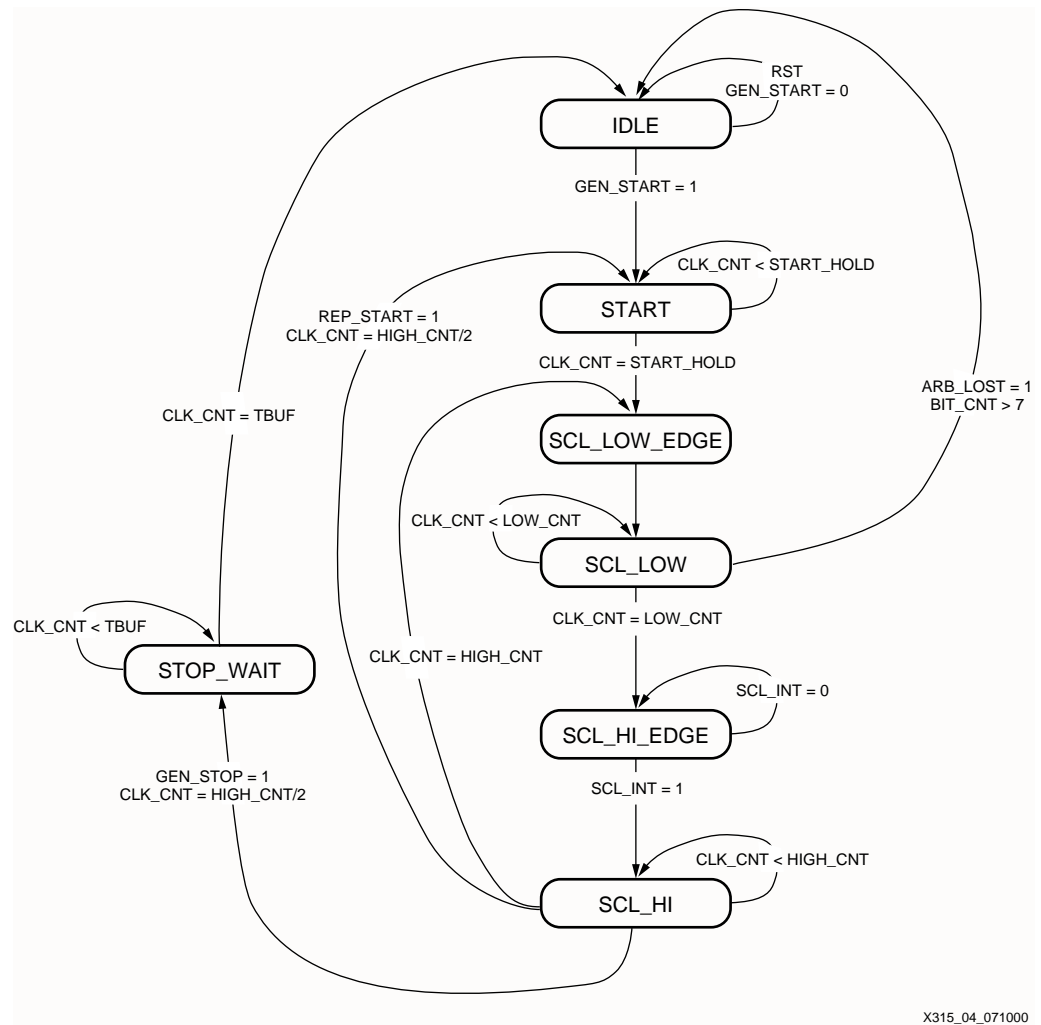 RST
GEN_START = 0
IDLE
GEN_START = 1
CLK_CNT < START_HOLD
START
REP_START = 1
CLK_CNT = HIGH_CNT/2
CLK_CNT = START_HOLD
ARB_LOST = 1
BIT_CNT > 7
CLK_CNT = TBUF
SCL_LOW_EDGE
CLK_CNT < LOW_CNT
SCL_LOW
CLK_CNT = LOW_CNT
CLK_CNT < TBUF
STOP_WAIT
CLK_CNT = HIGH_CNT
SCL_INT = 0
SCL_HI_EDGE
GEN_STOP = 1
CLK_CNT = HIGH_CNT/2
SCL_INT = 1
CLK_CNT < HIGH_CNT
SCL_HI
X315_04_071000